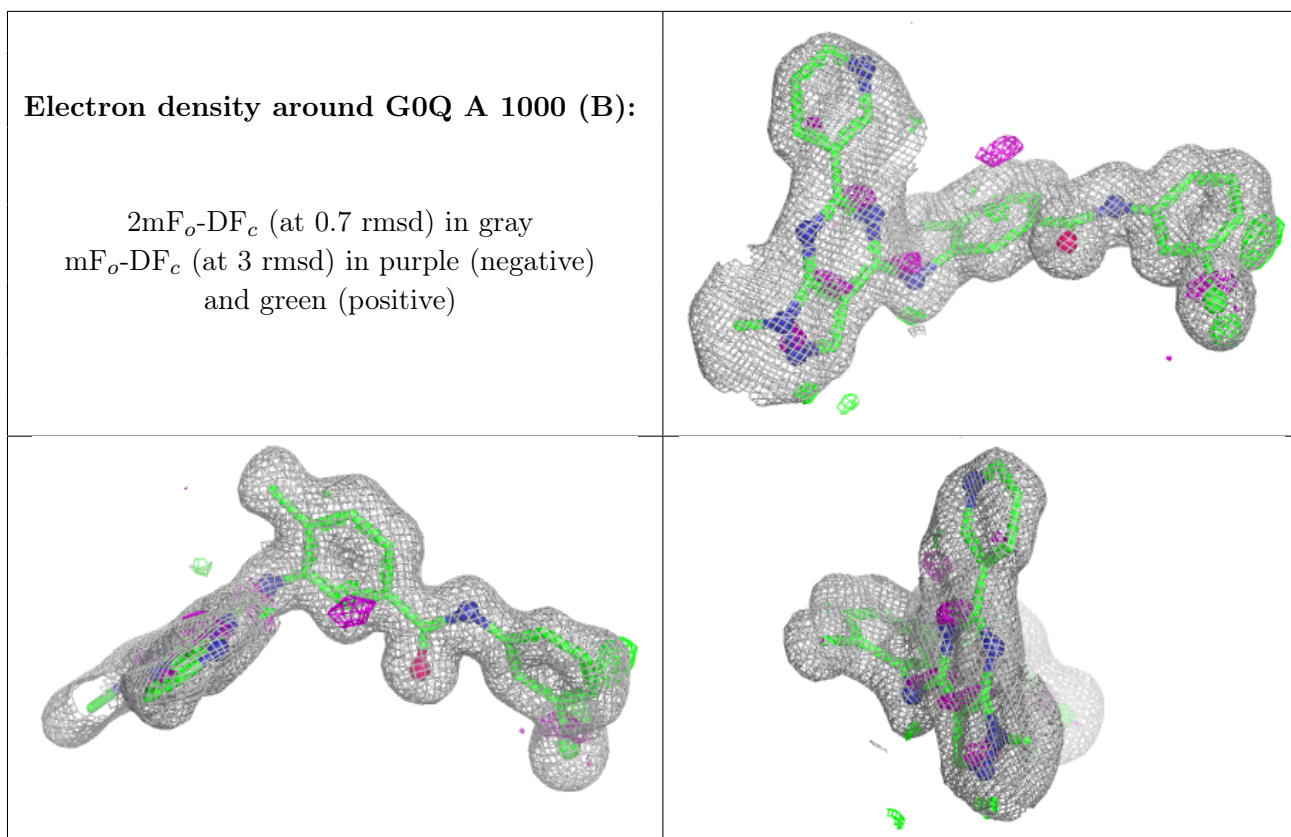 Electron density around G0Q A 1000 (B):
2mFo-DFc (at 0.7 rmsd) in gray
mFo-DFc (at 3 rmsd) in purple (negative)
and green (positive)